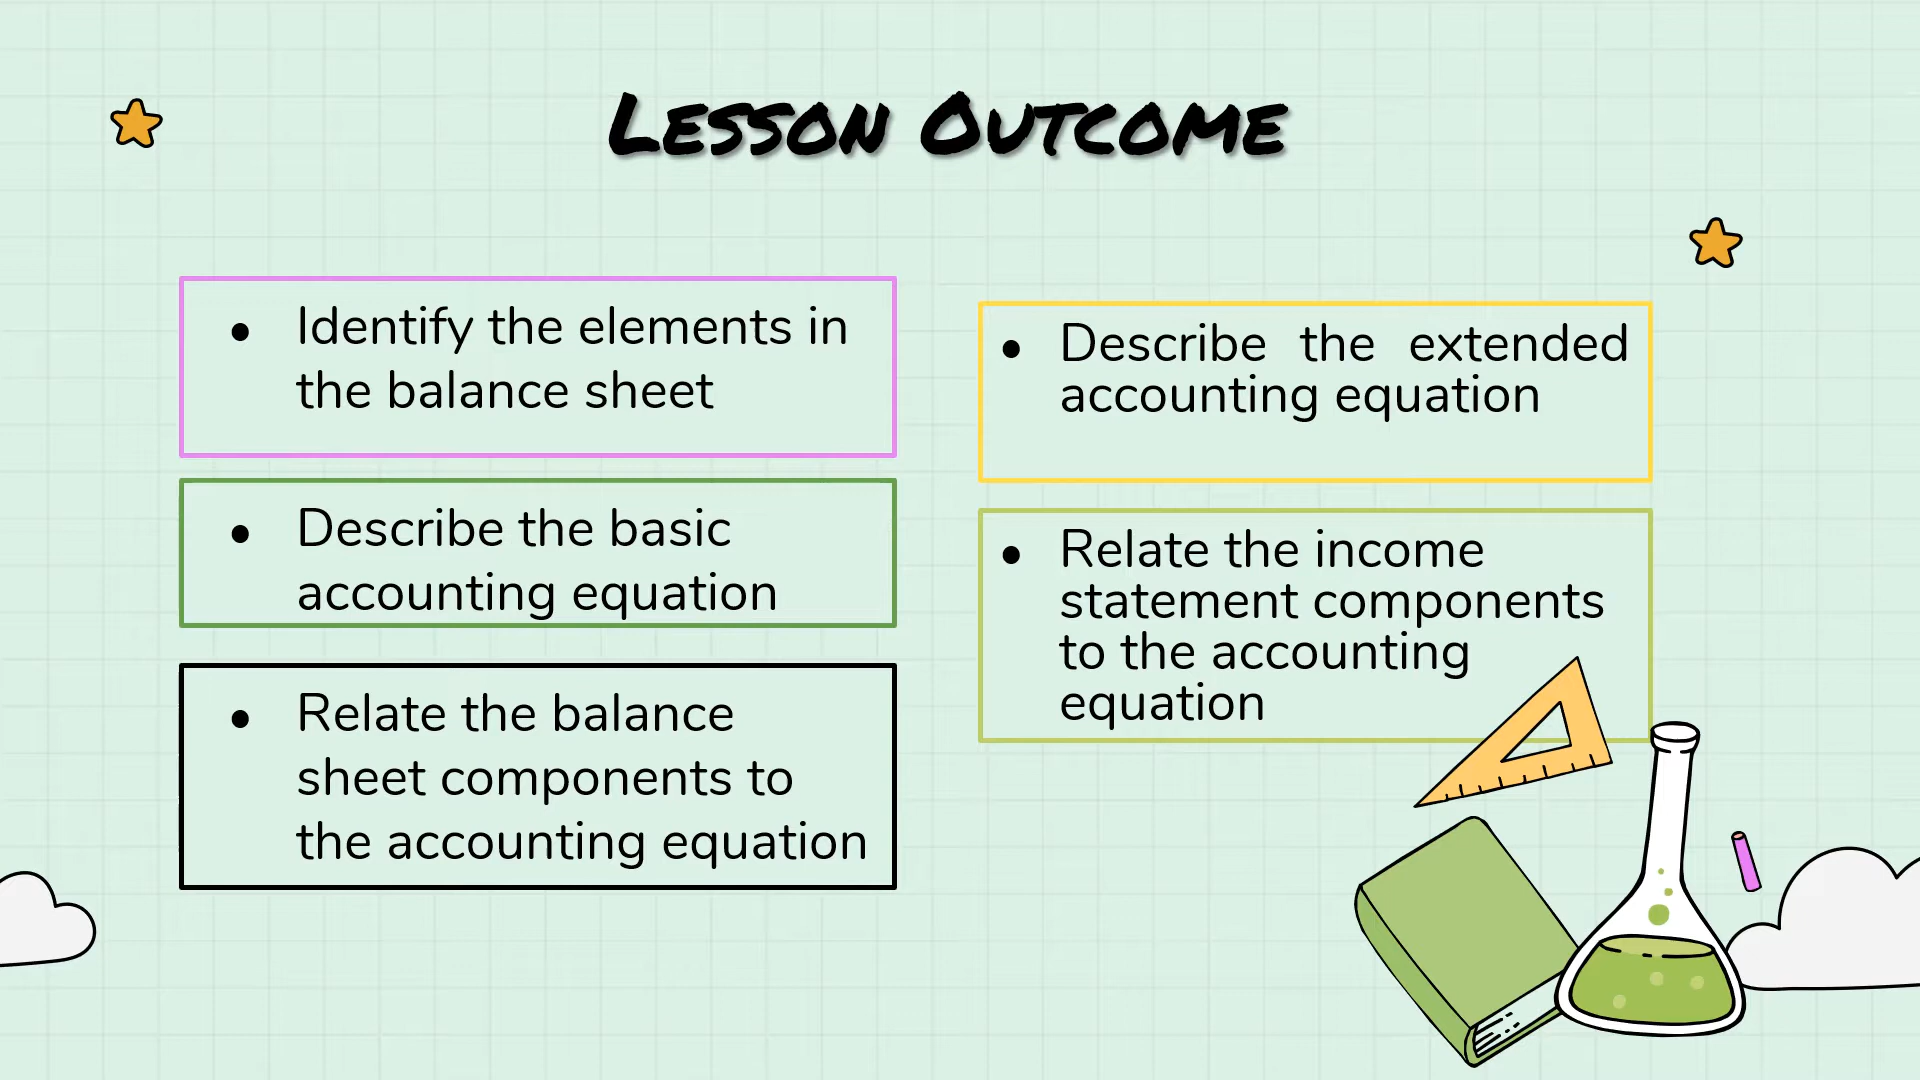 Lesson Outcome
• Identify the elements in
the balance sheet
• Describe the basic
accounting equation
• Relate the balance
sheet components to
the accounting equation
• Describe the extended
accounting equation
• Relate the income
statement components
to the accounting
equation